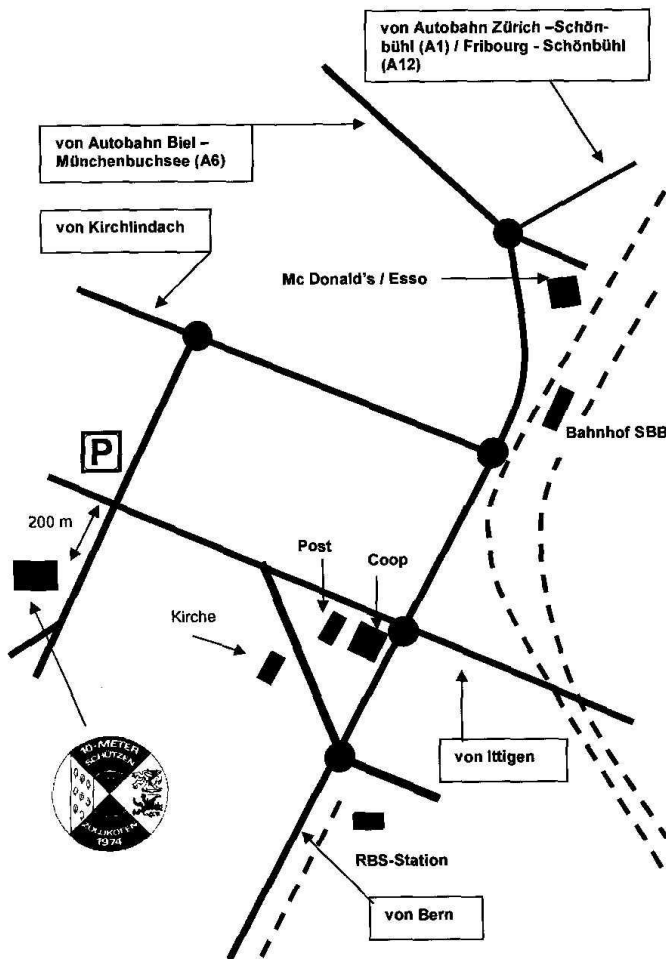 von Autobahn Zürich –Schön-
bühl (A1) / Fribourg - Schönbühl
(A12)
von Autobahn Biel –
Münchenbuchsee (A6)
von Kirchlindach
Mc Donald's / Esso
Bahnhof SBB
P
200 m
Post
Coop
Kirche
von Ittigen
10-METER
SCHÜTZEN
ZOLLIKOFEN
1974
RBS-Station
von Bern